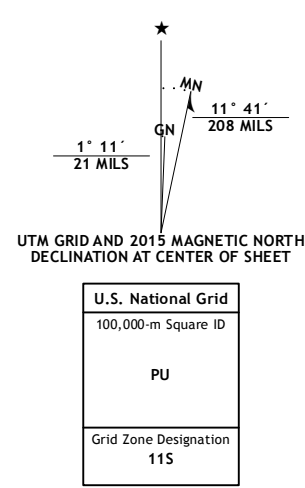 ★
MN
GN
11° 41´
208 MILS
1° 11´
21 MILS
UTM GRID AND 2015 MAGNETIC NORTH
DECLINATION AT CENTER OF SHEET
U.S. National Grid
100,000-m Square ID
PU
Grid Zone Designation
11S